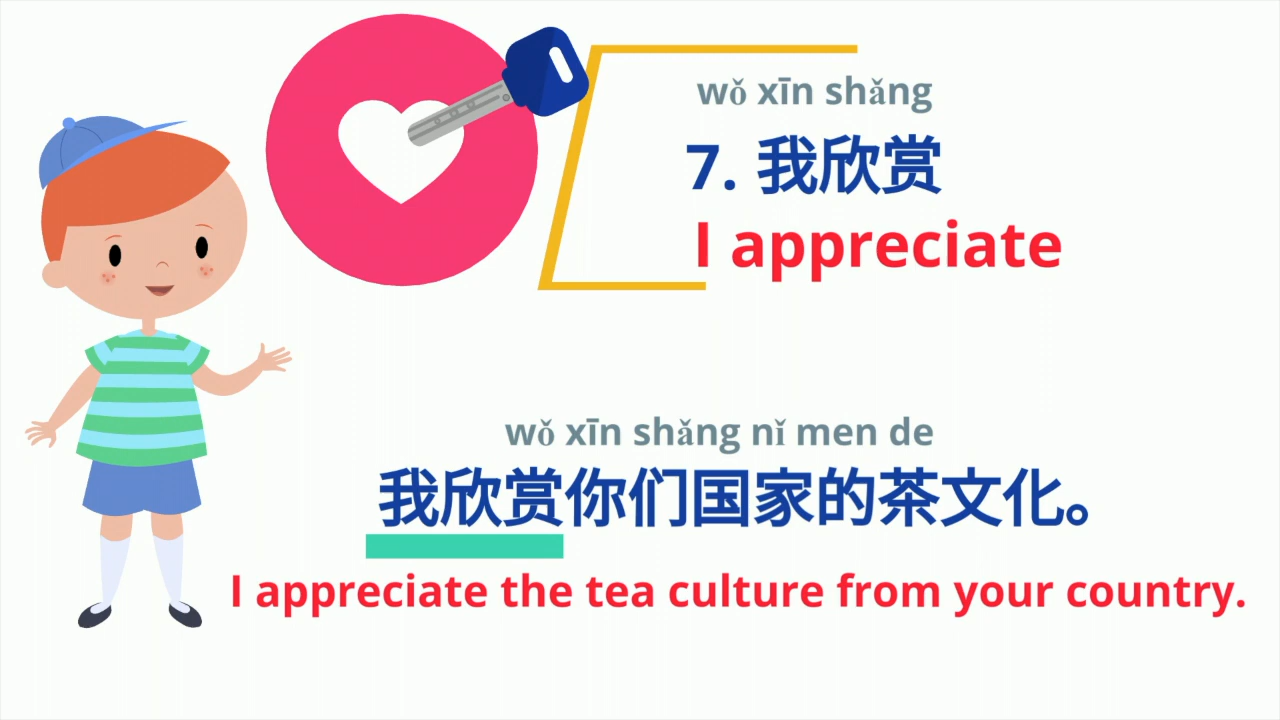 wǒ xīn shǎng
7. 我欣赏
I appreciate
wǒ xīn shǎng nǐ men de
我欣赏你们国家的茶文化。
I appreciate the tea culture from your country.